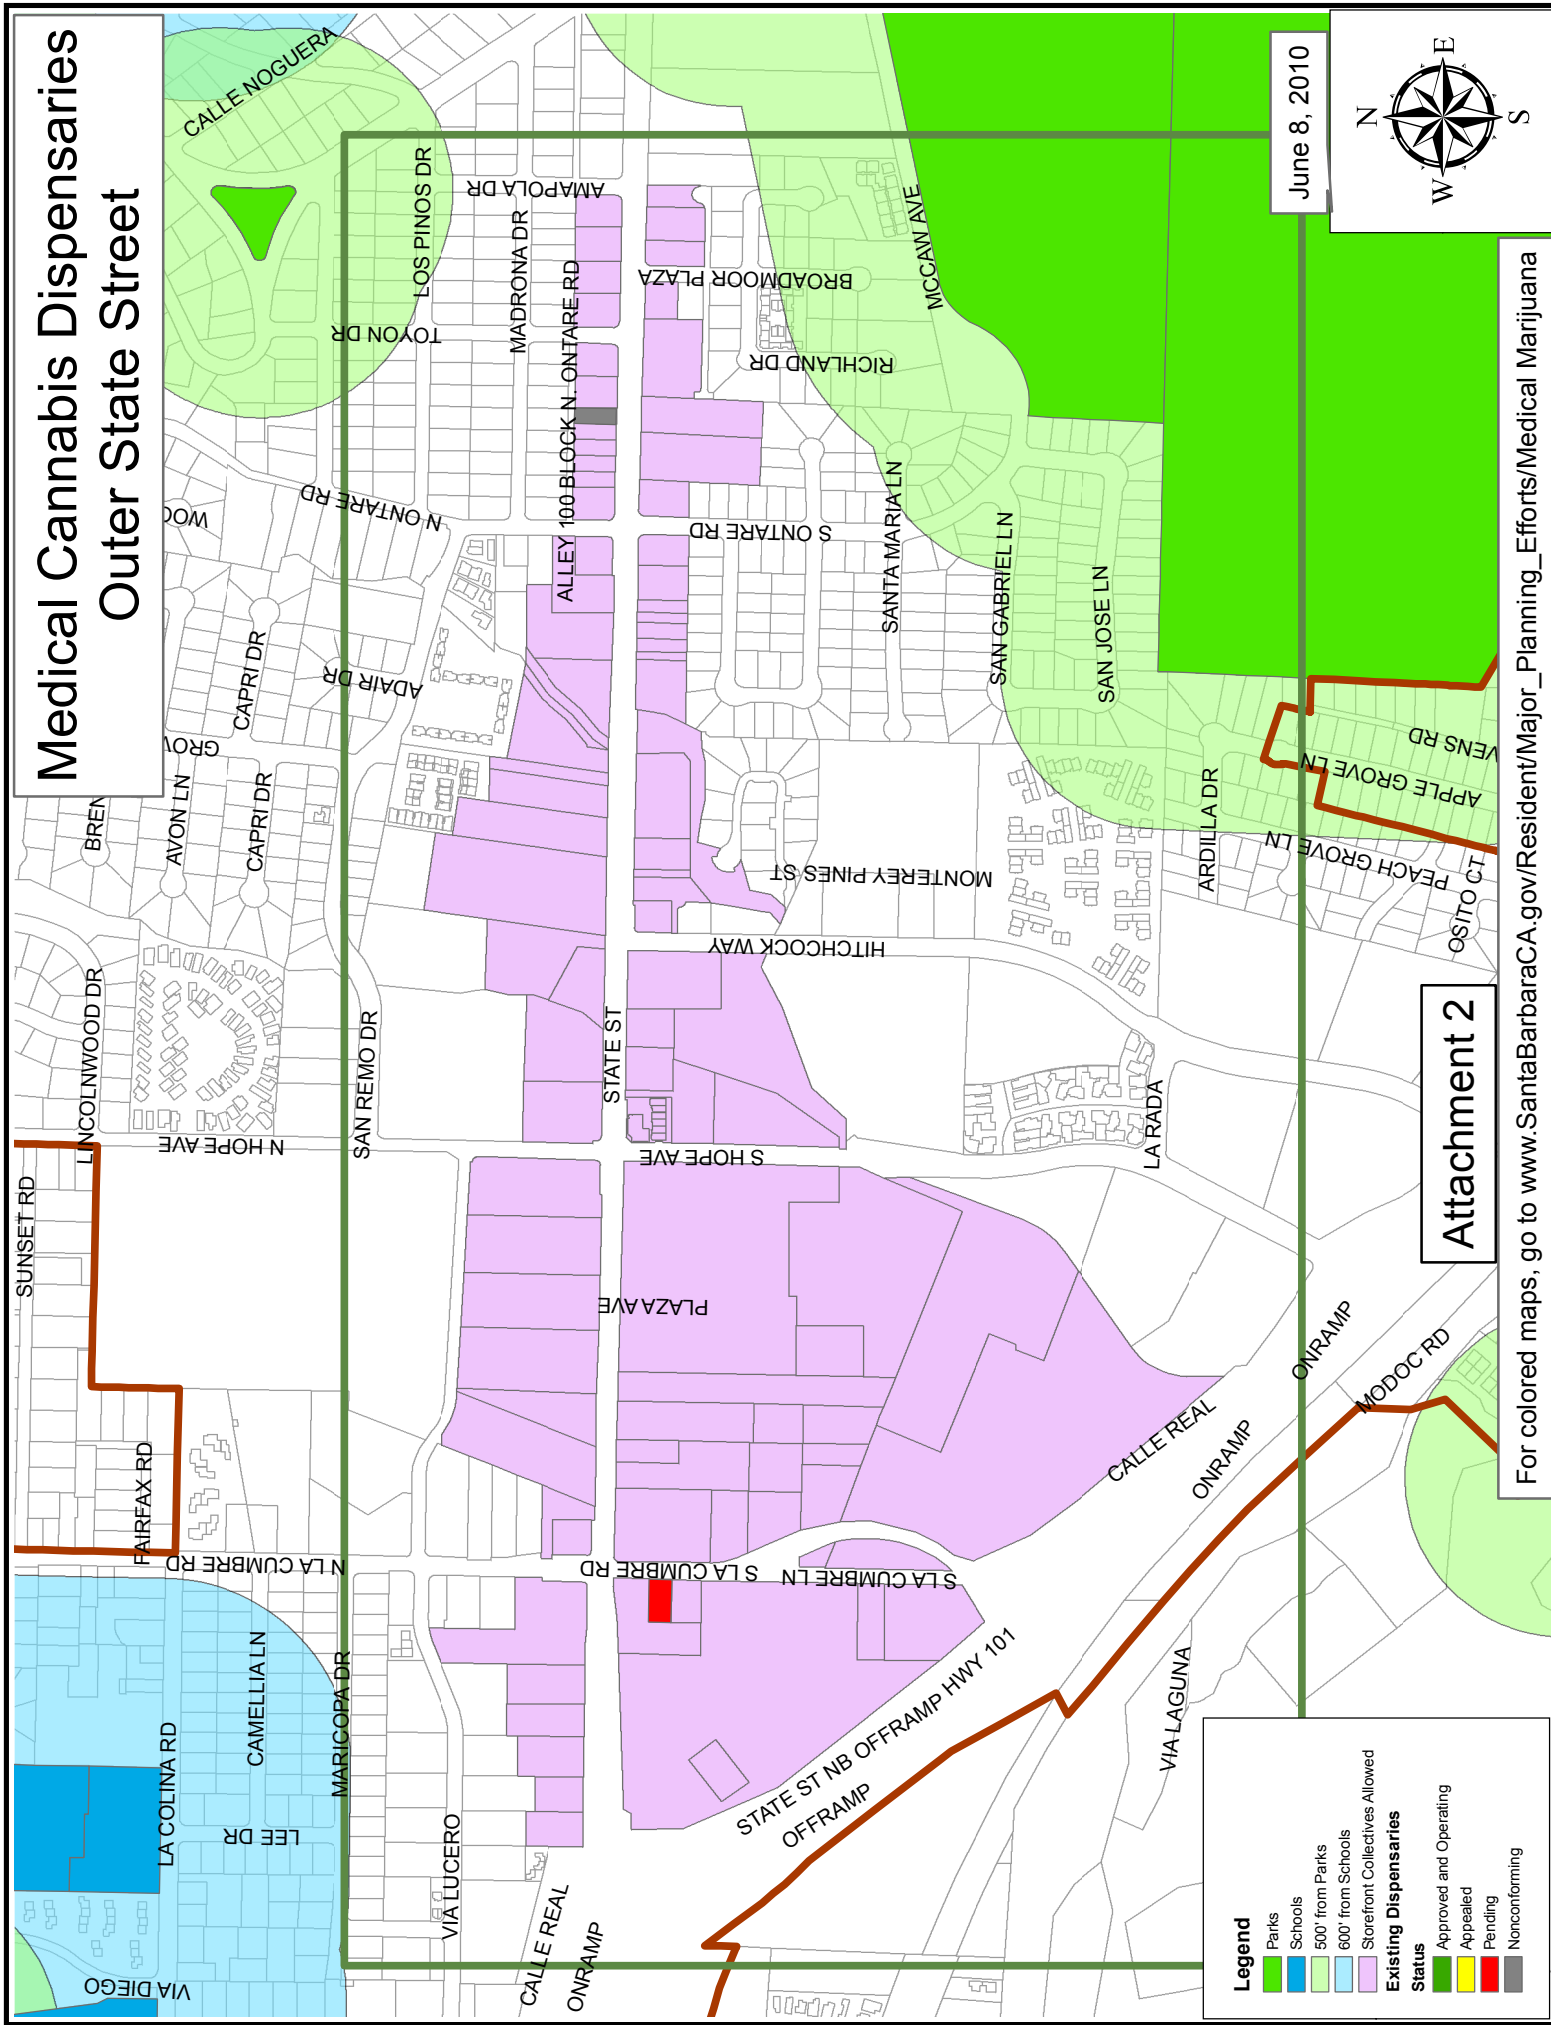 Medical Cannabis Dispensaries
Outer State Street
June 8, 2010
N
E
S
W
CALLE NOGUERA
LOS PINOS DR
AMAPOLA DR
MADRONA DR
TOYON DR
ALLEY 100 BLOCK N. ONTARE RD
BROADMOOR PLAZA
MCCAW AVE
RICHLAND DR
N ONTARE RD
S ONTARE RD
SANTA MARIA LN
SAN GABRIEL LN
SAN JOSE LN
WOO
CAPRI DR
ADAIR DR
GROV
BREN
AVON LN
CAPRI DR
VENS RD
APPLE GROVE LN
ARDILLA DR
PEACH GROVE LN
OSITO CT
MONTEREY PINES ST
HITCHCOCK WAY
LINCOLNWOOD DR
SAN REMO DR
STATE ST
N HOPE AVE
S HOPE AVE
LA RADA
SUNSET RD
PLAZA AVE
FAIRFAX RD
N LA CUMBRE RD
S LA CUMBRE RD
S LA CUMBRE LN
CALLE REAL
ONRAMP
ONRAMP
MODOC RD
CAMELLIA LN
MARICOPA DR
LA COLINA RD
LEE DR
VIA LUCERO
VIA DIEGO
CALLE REAL
ONRAMP
STATE ST NB OFFRAMP HWY 101
OFFRAMP
VIA LAGUNA
Attachment 2
For colored maps, go to www.SantaBarbaraCA.gov/Resident/Major_Planning_Efforts/Medical Marijuana
Legend
Parks
Schools
500' from Parks
600' from Schools
Storefront Collectives Allowed
Existing Dispensaries
Status
Approved and Operating
Appealed
Pending
Nonconforming